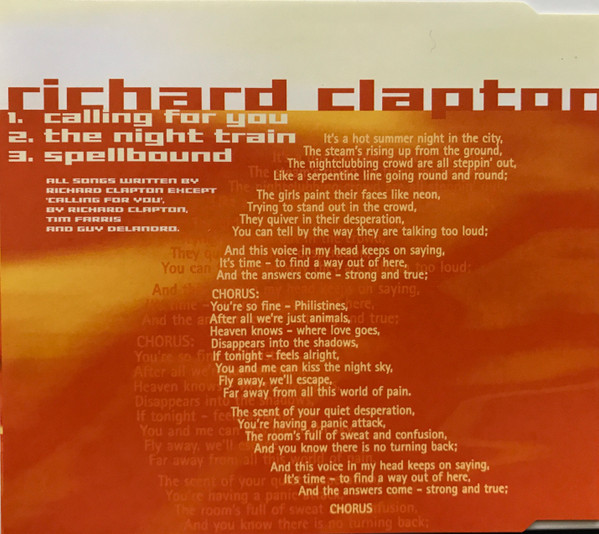 richard clapton
1. calling for you
2. the night train
3. spellbound
ALL SONGS WRITTEN BY
RICHARD CLAPTON EXCEPT
'CALLING FOR YOU',
BY RICHARD CLAPTON,
TIM FARRIS
AND GUY DELANDRO.
It's a hot summer night in the city,
The steam's rising up from the ground,
The nightclubbing crowd are all steppin' out,
Like a serpentine line going round and round;
The girls paint their faces like neon,
Trying to stand out in the crowd,
They quiver in their desperation,
You can tell by the way they are talking too loud;
And this voice in my head keeps on saying,
It's time – to find a way out of here,
And the answers come – strong and true;
CHORUS:
You're so fine – Philistines,
After all we're just animals,
Heaven knows – where love goes,
Disappears into the shadows,
If tonight – feels alright,
You and me can kiss the night sky,
Fly away, we'll escape,
Far away from all this world of pain.
The scent of your quiet desperation,
You're having a panic attack,
The room's full of sweat and confusion,
And you know there is no turning back;
And this voice in my head keeps on saying,
It's time – to find a way out of here,
And the answers come – strong and true;
CHORUS